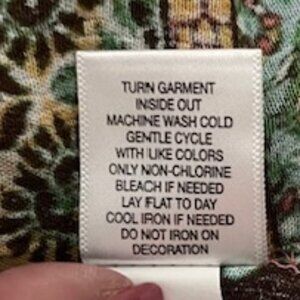 TURN GARMENT
INSIDE OUT
MACHINE WASH COLD
GENTLE CYCLE
WITH LIKE COLORS
ONLY NON-CHLORINE
BLEACH IF NEEDED
LAY FLAT TO DAY
COOL IRON IF NEEDED
DO NOT IRON ON
DECORATION